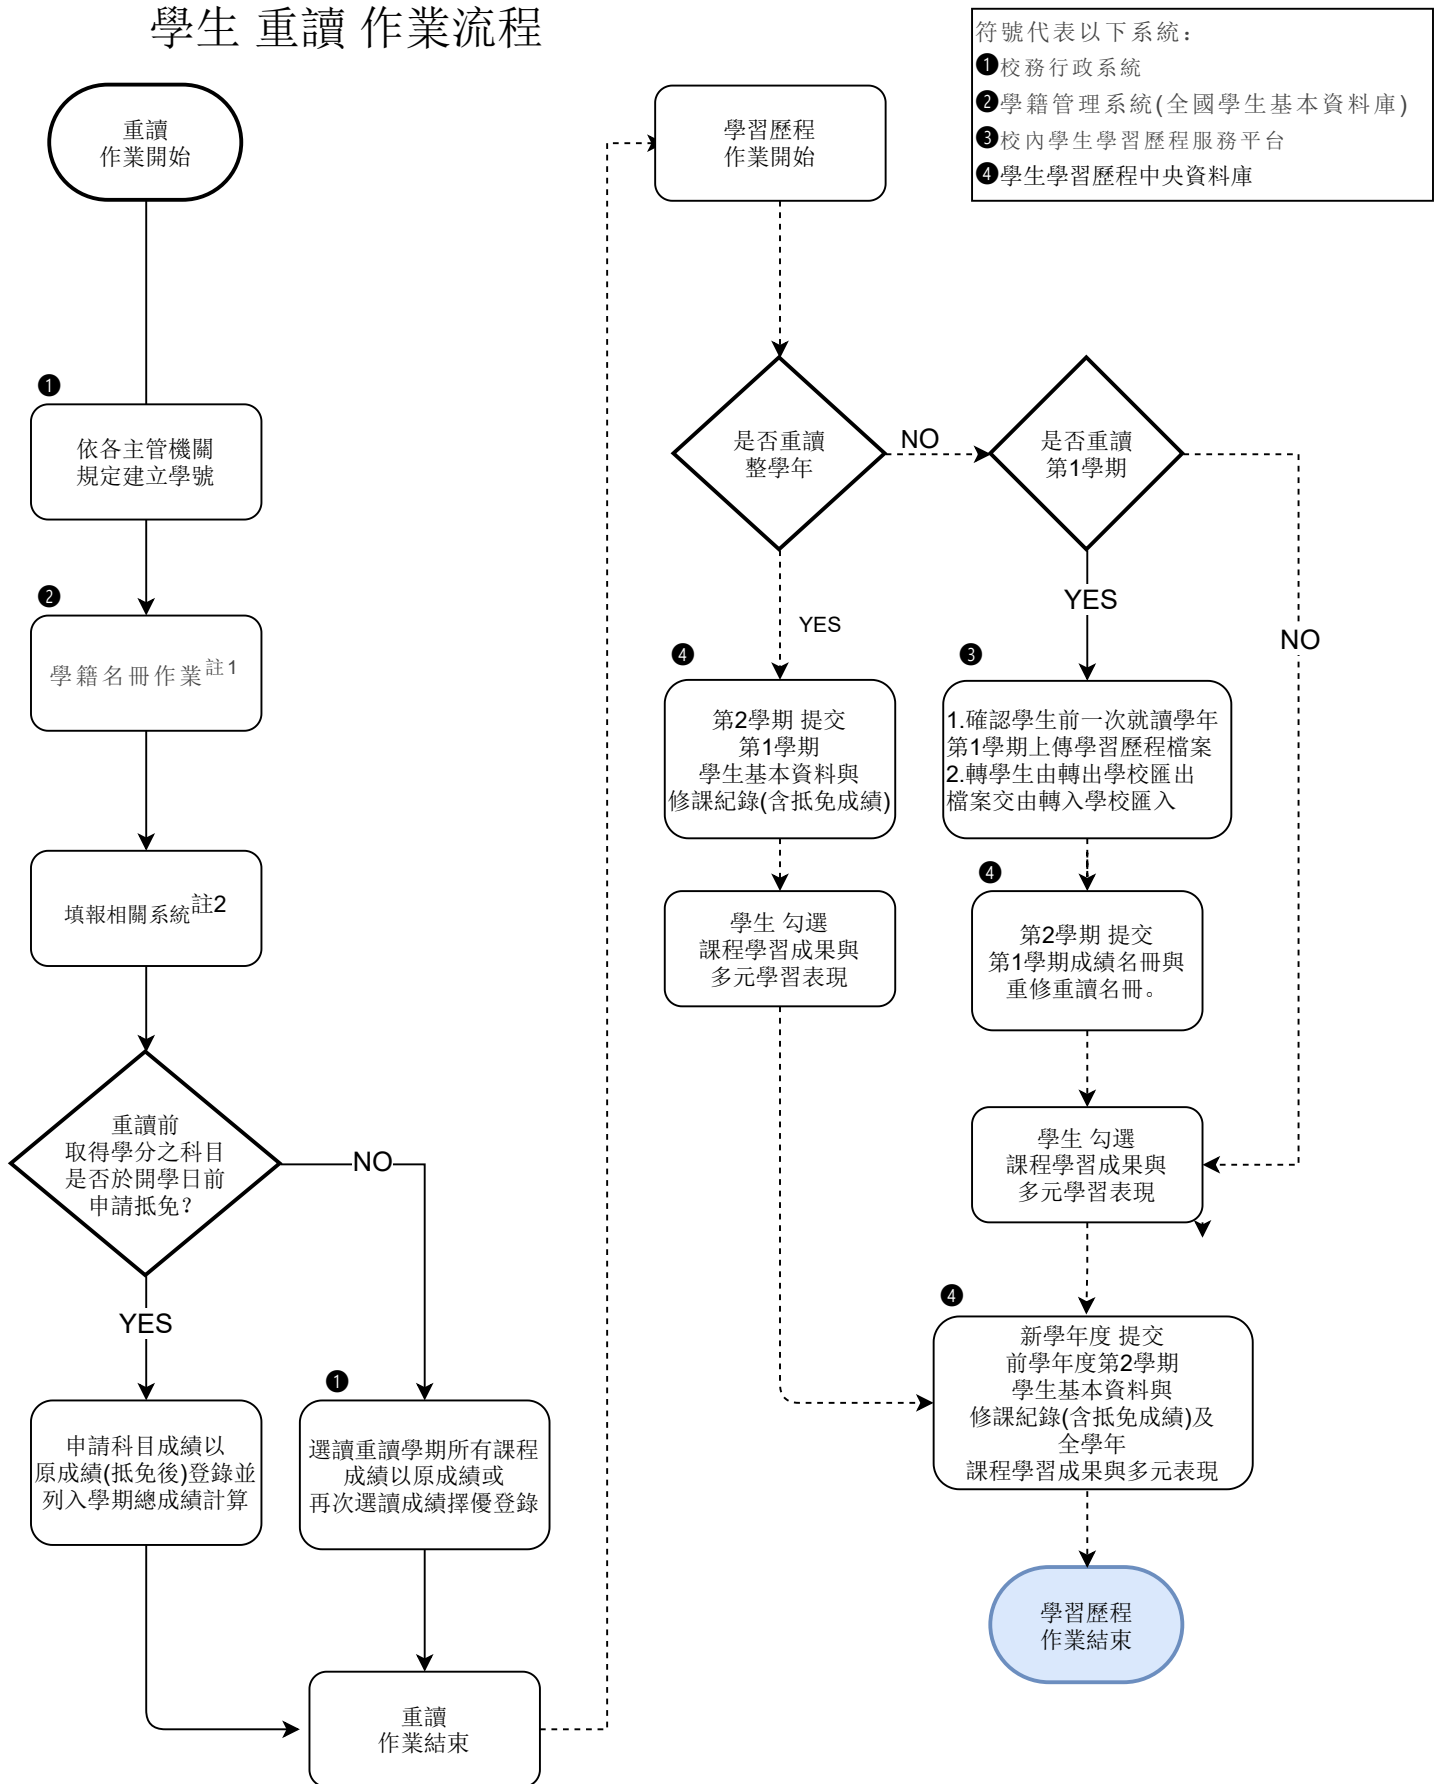 學生 重讀 作業流程
符號代表以下系統：
❶校務行政系統
❷學籍管理系統(全國學生基本資料庫)
❸校內學生學習歷程服務平台
❹學生學習歷程中央資料庫
重讀
作業開始
❶
依各主管機關
規定建立學號
❷
學籍名冊作業註1
填報相關系統註2
重讀前
取得學分之科目
是否於開學日前
申請抵免？
NO
YES
申請科目成績以
原成績(抵免後)登錄並
列入學期總成績計算
❶
選讀重讀學期所有課程
成績以原成績或
再次選讀成績擇優登錄
重讀
作業結束
學習歷程
作業開始
是否重讀
整學年
NO
是否重讀
第1學期
YES
YES
NO
❹
第2學期 提交
第1學期
學生基本資料與
修課紀錄(含抵免成績)
學生 勾選
課程學習成果與
多元學習表現
❸
1.確認學生前一次就讀學年
第1學期上傳學習歷程檔案
2.轉學生由轉出學校匯出
檔案交由轉入學校匯入
❹
第2學期 提交
第1學期成績名冊與
重修重讀名冊。
學生 勾選
課程學習成果與
多元學習表現
❹
新學年度 提交
前學年度第2學期
學生基本資料與
修課紀錄(含抵免成績)及
全學年
課程學習成果與多元表現
學習歷程
作業結束